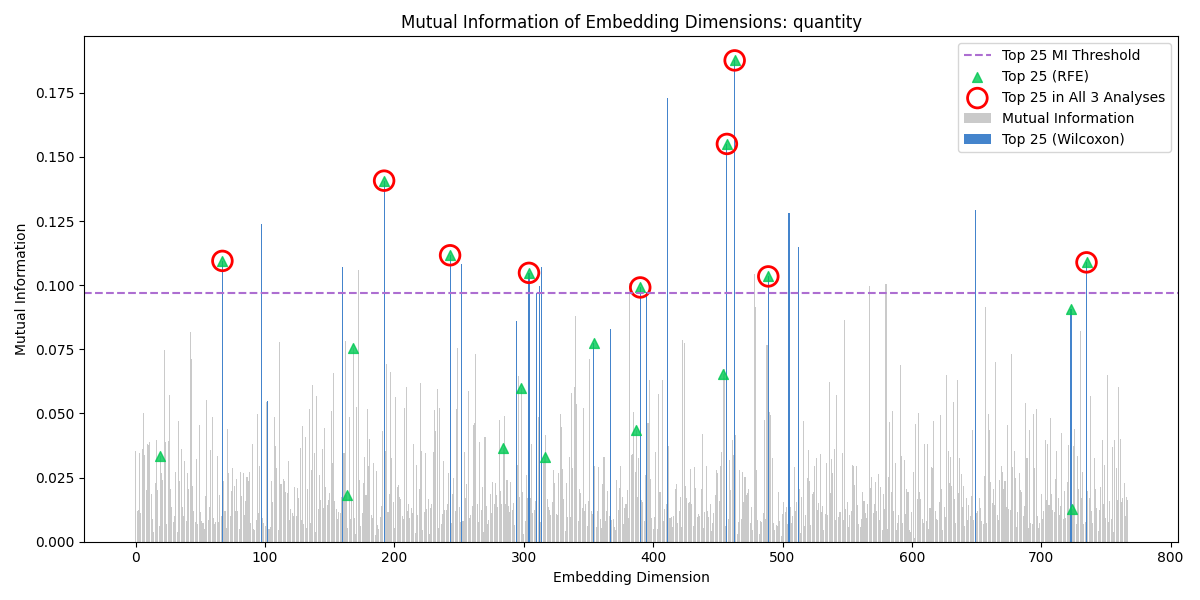 Mutual Information of Embedding Dimensions: quantity
Top 25 MI Threshold
Top 25 (RFE)
Top 25 in All 3 Analyses
Mutual Information
Top 25 (Wilcoxon)
Mutual Information
0.175
0.150
0.125
0.100
0.075
0.050
0.025
0.000
0 100 200 300 400 500 600 700 800
Embedding Dimension